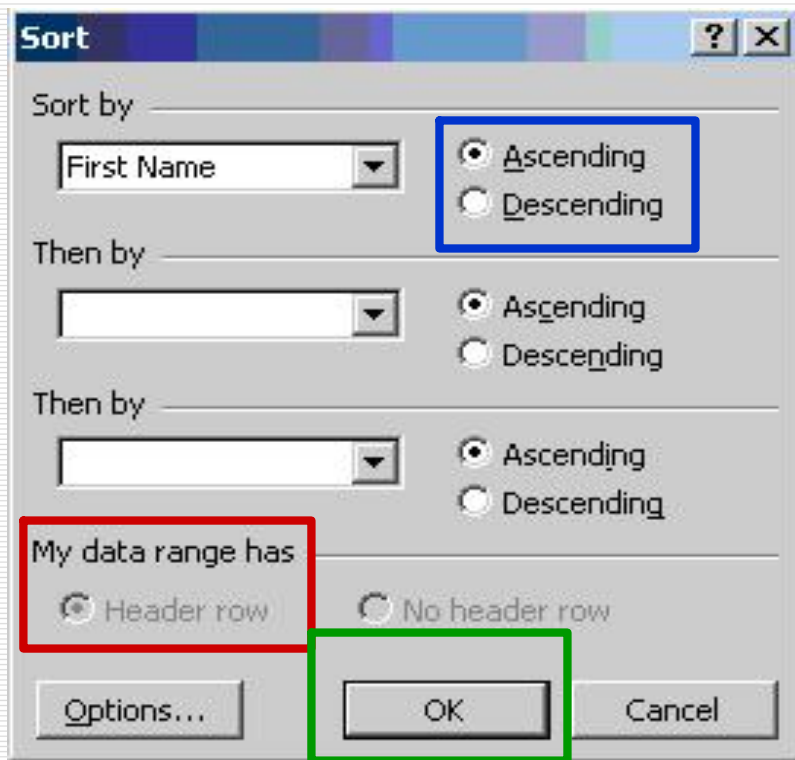 Sort
Sort by
First Name
Ascending
Descending
Then by
Ascending
Descending
Then by
Ascending
Descending
My data range has
Header row
No header row
Options...
OK
Cancel